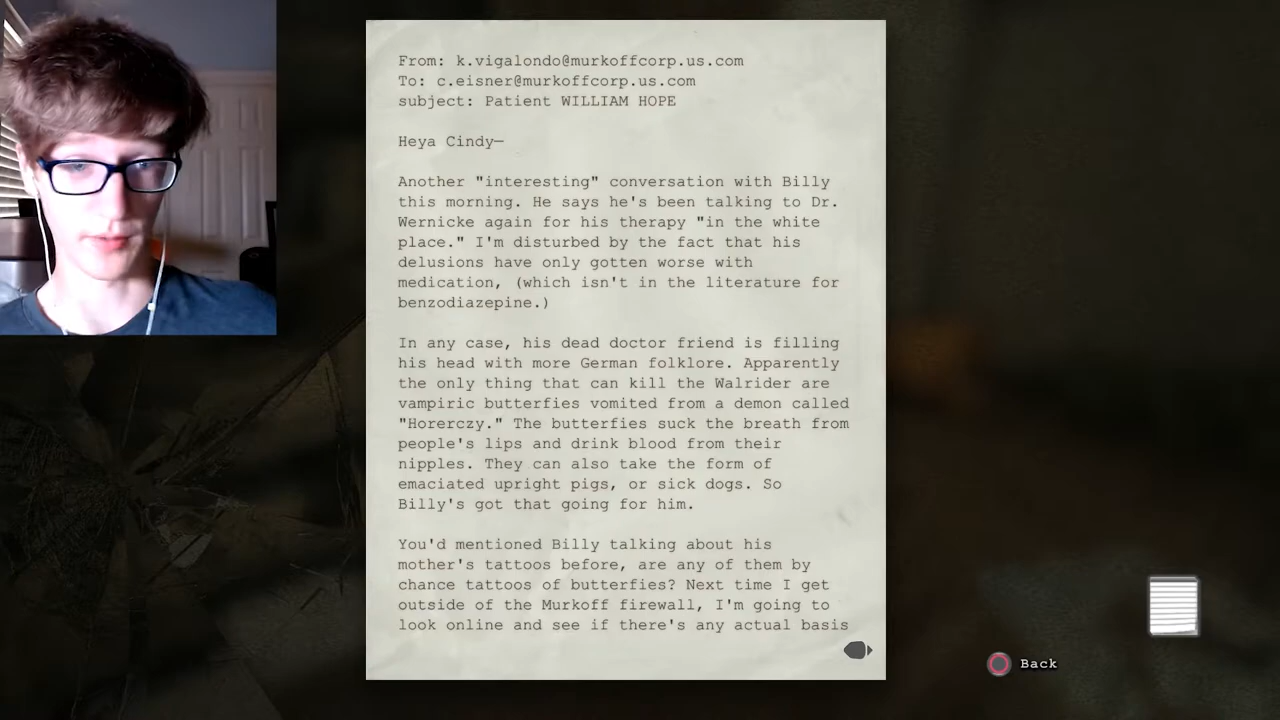 From: k.vigalondo@murkoffcorp.us.com
To: c.eisner@murkoffcorp.us.com
subject: Patient WILLIAM HOPE
Heya Cindy—
Another "interesting" conversation with Billy
this morning. He says he's been talking to Dr.
Wernicke again for his therapy "in the white
place." I'm disturbed by the fact that his
delusions have only gotten worse with
medication, (which isn't in the literature for
benzodiazepine.)
In any case, his dead doctor friend is filling
his head with more German folklore. Apparently
the only thing that can kill the Walrider are
vampiric butterfies vomited from a demon called
"Horerczy." The butterfies suck the breath from
people's lips and drink blood from their
nipples. They can also take the form of
emaciated upright pigs, or sick dogs. So
Billy's got that going for him.
You'd mentioned Billy talking about his
mother's tattoos before, are any of them by
chance tattoos of butterfies? Next time I get
outside of the Murkoff firewall, I'm going to
look online and see if there's any actual basis
Back